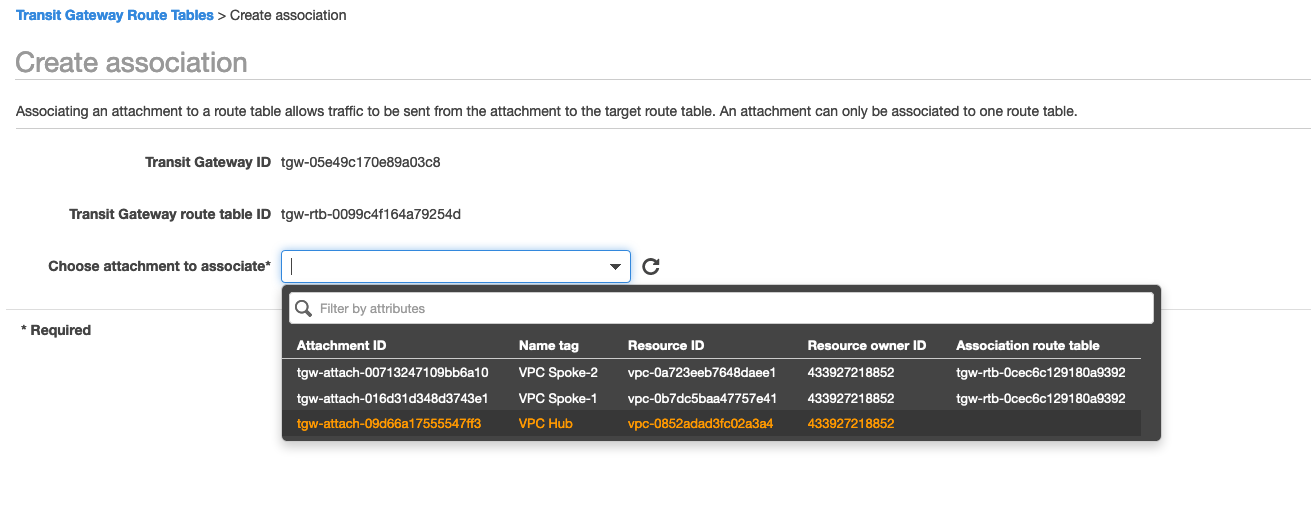 Transit Gateway Route Tables > Create association
Create association
Associating an attachment to a route table allows traffic to be sent from the attachment to the target route table. An attachment can only be associated to one route table.
Transit Gateway ID tgw-05e49c170e89a03c8
Transit Gateway route table ID tgw-rtb-0099c4f164a79254d
Choose attachment to associate*
Filter by attributes
* Required
Attachment ID Name tag Resource ID Resource owner ID Association route table
tgw-attach-00713247109bb6a10 VPC Spoke-2 vpc-0a723eeb7648daee1 433927218852 tgw-rtb-0cec6c129180a9392
tgw-attach-016d31d348d3743e1 VPC Spoke-1 vpc-0b7dc5baa47757e41 433927218852 tgw-rtb-0cec6c129180a9392
tgw-attach-09d66a17555547ff3 VPC Hub vpc-0852adad3fc02a3a4 433927218852